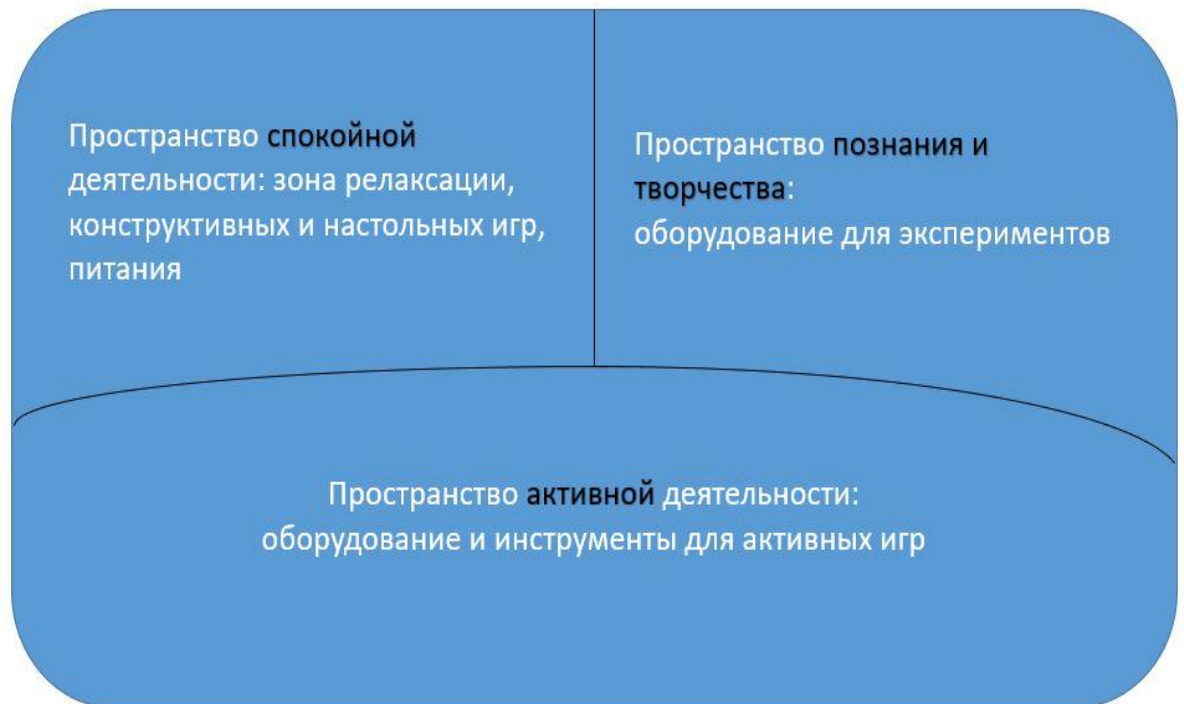 Пространство спокойной
деятельности: зона релаксации,
конструктивных и настольных игр,
питания
Пространство познания и
творчества:
оборудование для экспериментов
Пространство активной деятельности:
оборудование и инструменты для активных игр